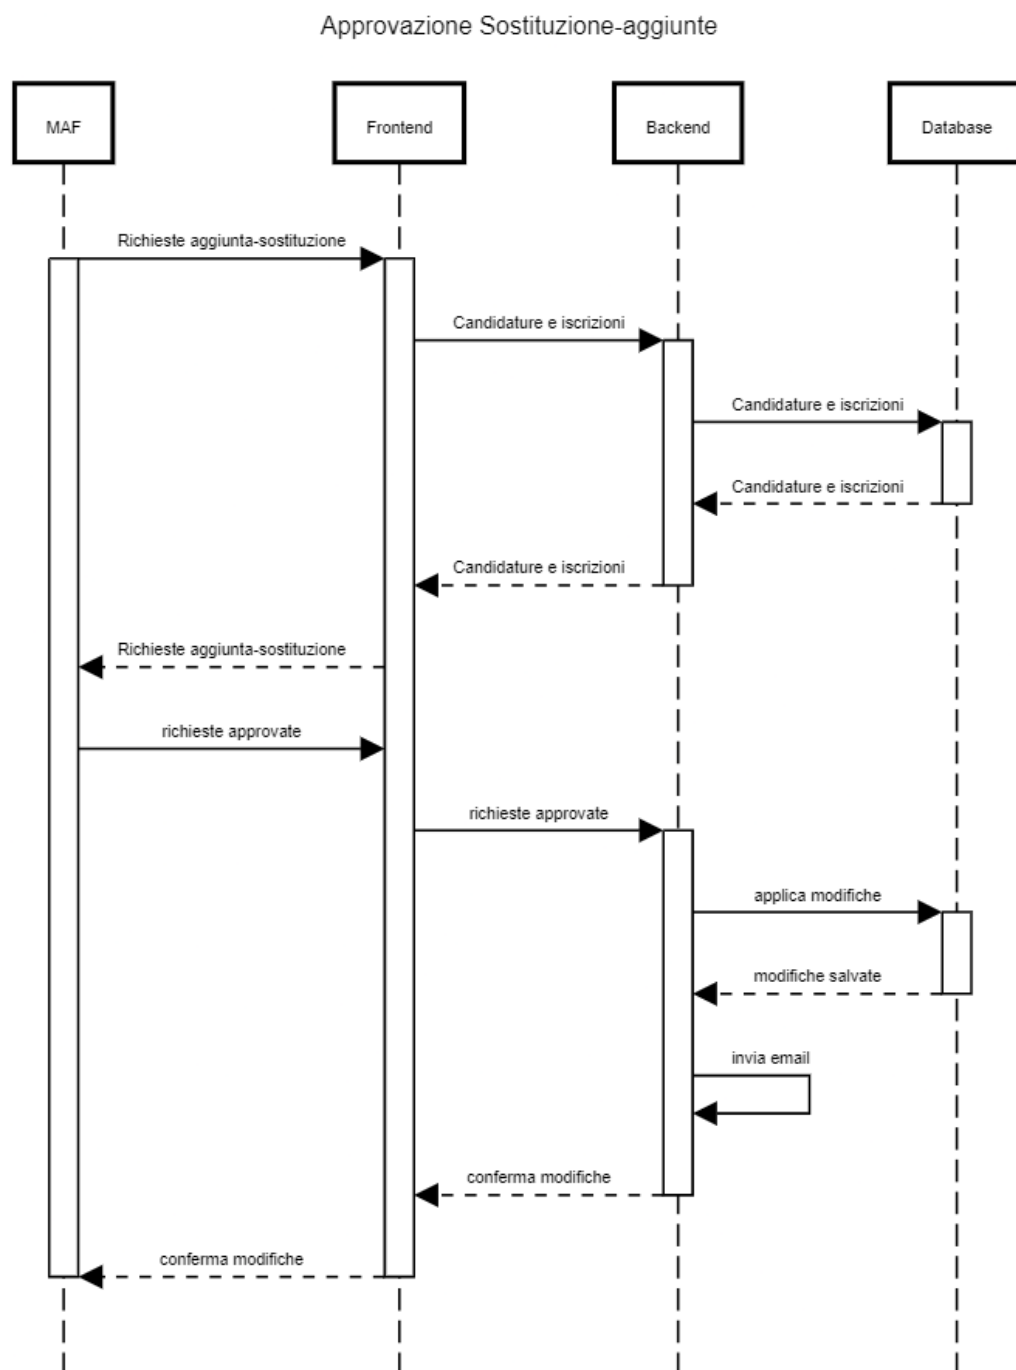 Approvazione Sostituzione-aggiunte
MAF
Frontend
Backend
Database
Richieste aggiunta-sostituzione
Candidature e iscrizioni
Candidature e iscrizioni
Candidature e iscrizioni
Candidature e iscrizioni
Richieste aggiunta-sostituzione
richieste approvate
richieste approvate
applica modifiche
modifiche salvate
invia email
conferma modifiche
conferma modifiche